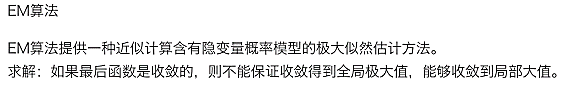 EM算法
EM算法提供一种近似计算含有隐变量概率模型的极大似然估计方法。
求解：如果最后函数是收敛的，则不能保证收敛得到全局极大值，能够收敛到局部大值。